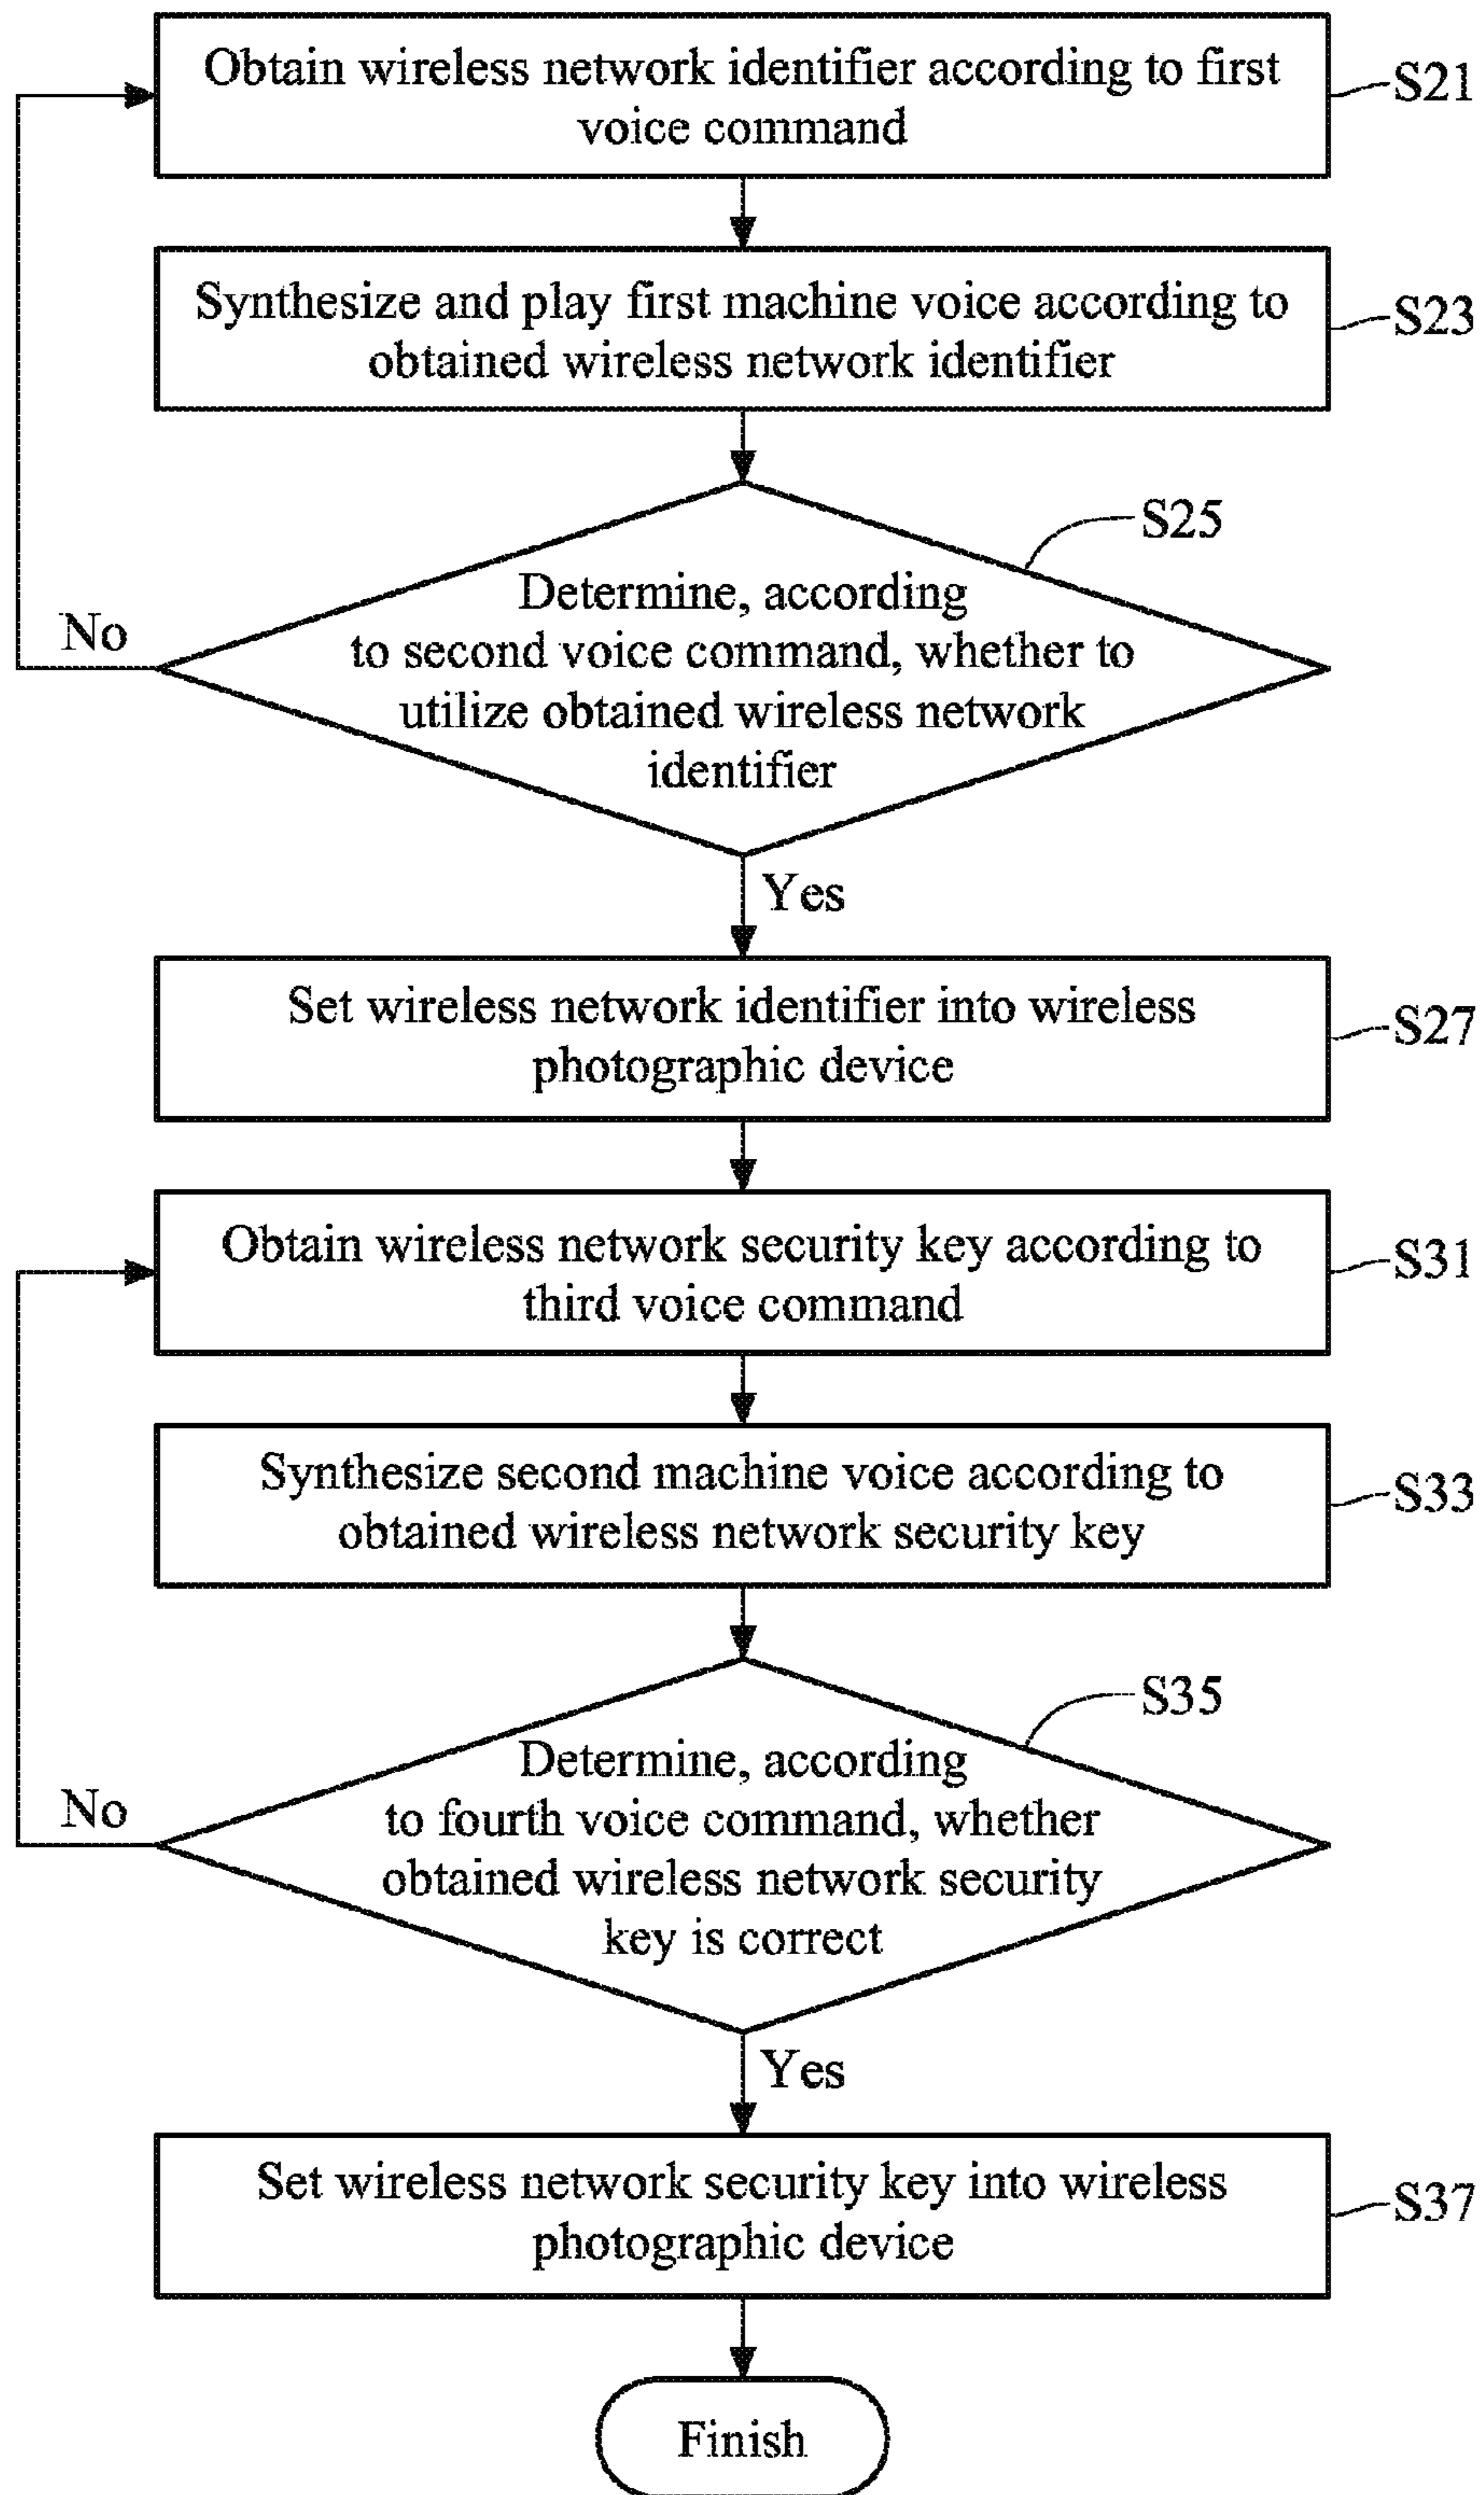 Obtain wireless network identifier according to first
voice command
S21
Synthesize and play first machine voice according to
obtained wireless network identifier
S23
S25
Determine, according
to second voice command, whether to
utilize obtained wireless network
identifier
No
Yes
Set wireless network identifier into wireless
photographic device
S27
Obtain wireless network security key according to
third voice command
S31
Synthesize second machine voice according to
obtained wireless network security key
S33
S35
Determine, according
to fourth voice command, whether
obtained wireless network security
key is correct
No
Yes
Set wireless network security key into wireless
photographic device
S37
Finish